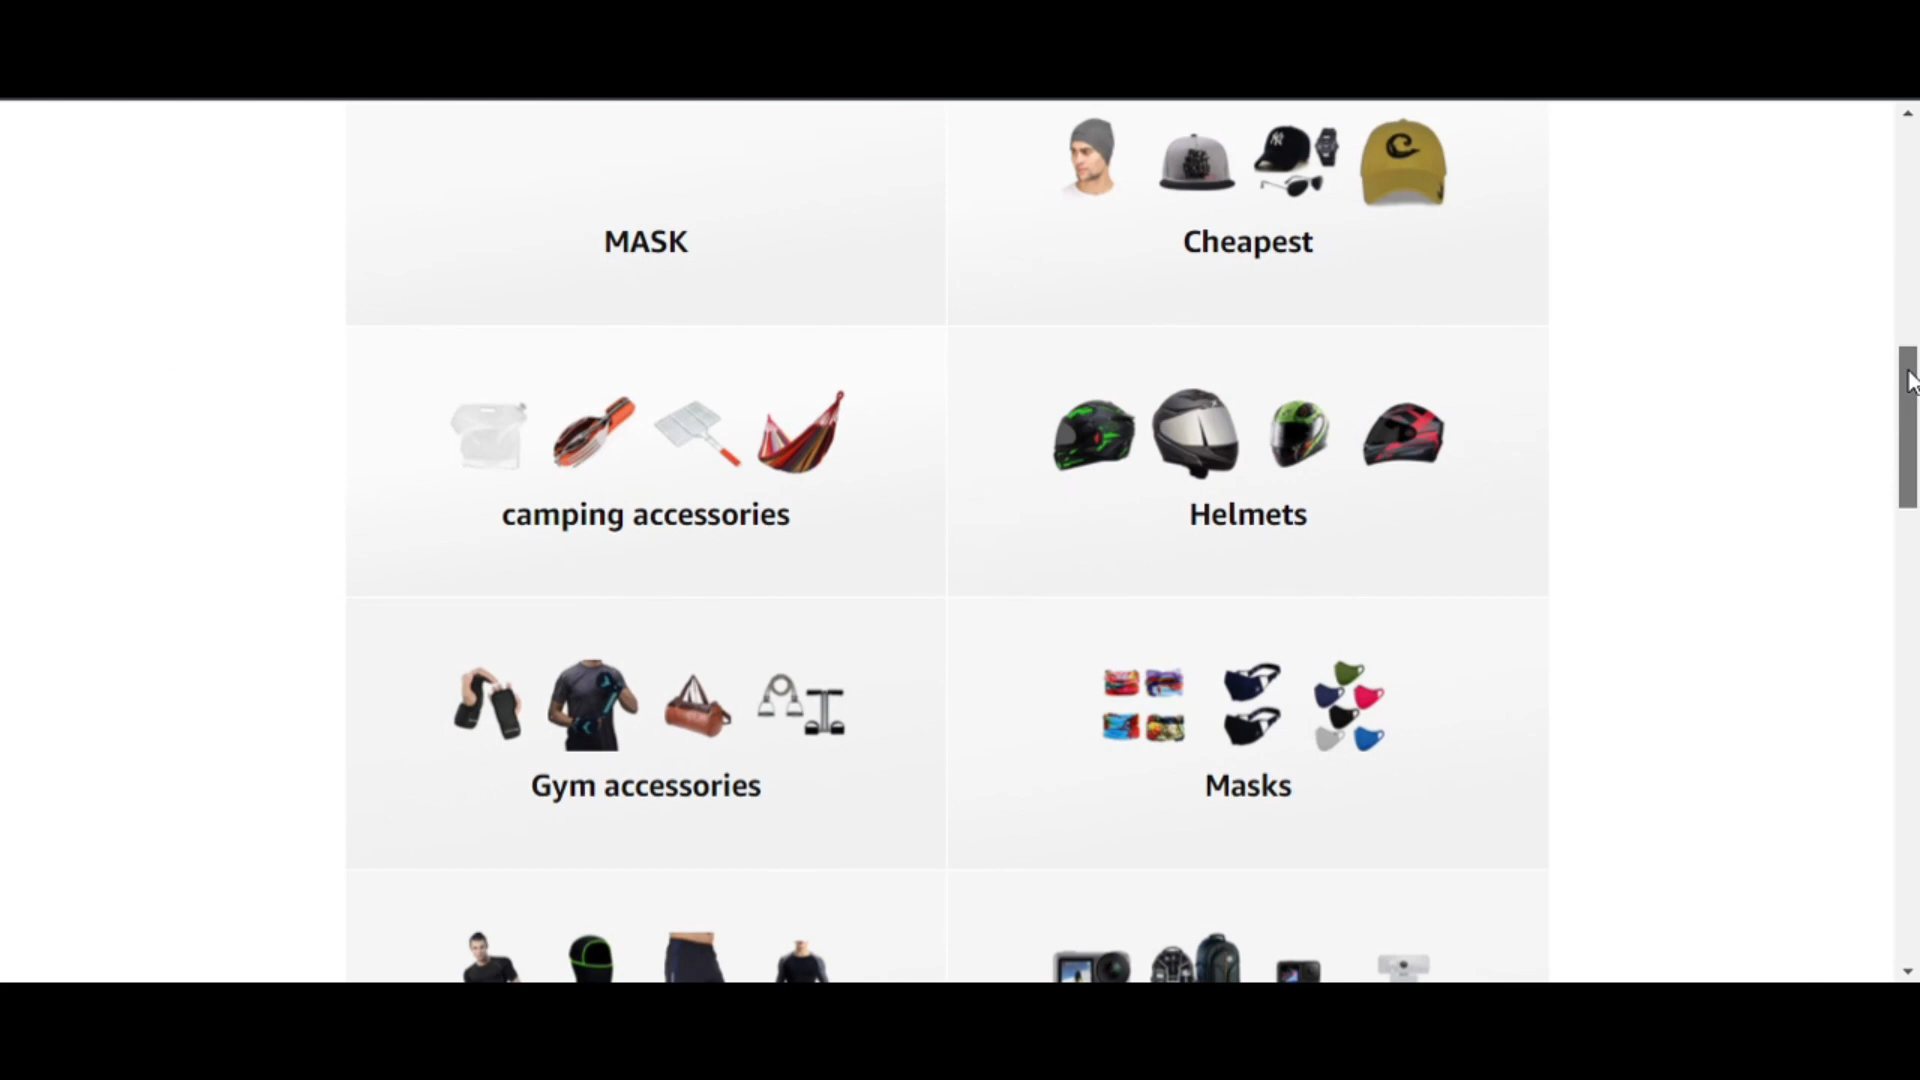 MASK
Cheapest
camping accessories
Helmets
Gym accessories
Masks